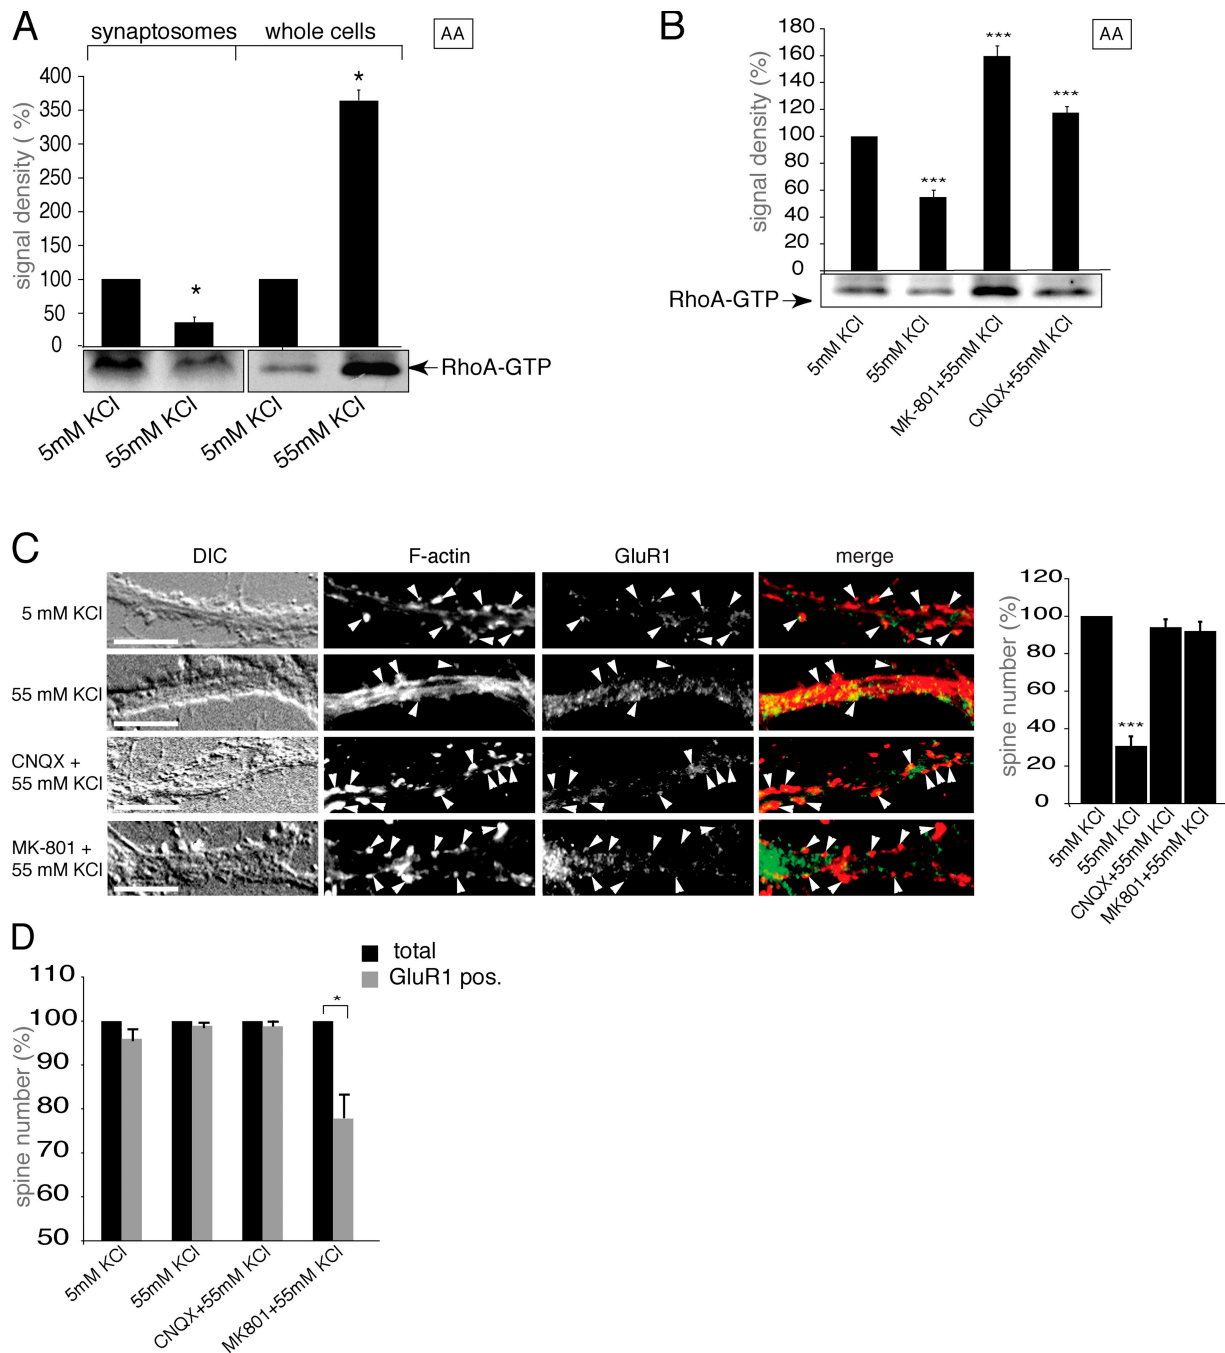 A
synaptosomes whole cells
AA
signal density ( %)
400
350
300
250
200
150
100
50
0
*
*
RhoA-GTP
5mM KCl
55mM KCl
5mM KCl
55mM KCl
B
AA
signal density (%)
180
160
140
120
100
80
60
40
20
0
***
***
***
RhoA-GTP
5mM KCl
55mM KCl
MK-801+55mM KCl
CNQX+55mM KCl
C
DIC F-actin GluR1 merge
5 mM KCl
55 mM KCl
CNQX +
55 mM KCl
MK-801 +
55 mM KCl
spine number (%)
120
100
80
60
40
20
0
***
5mM KCl
55mM KCl
CNQX+55mM KCl
MK801+55mM KCl
D
total
GluR1 pos.
spine number (%)
110
100
90
80
70
60
50
*
5mM KCl
55mM KCl
CNQX+55mM KCl
MK801+55mM KCl